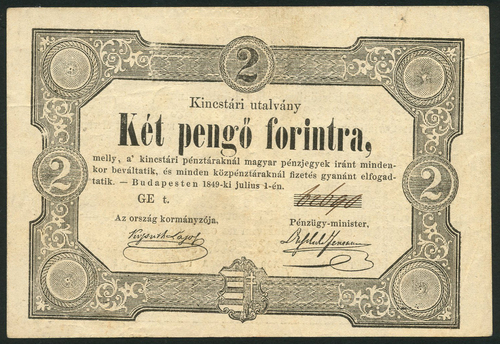 2
Kincstári utalvány
Két pengő forintra,
2 2
melly, a' kincstári pénztáraknál magyar pénzjegyek iránt minden-
kor beváltatik, és minden közpénztáraknál fizetés gyanánt elfogad-
tatik. — Budapesten 1849-ki Julius 1-én.
GE t.
Az ország kormányzója. Pénzügy-minister.
Kossuth Lajos Duschek Ferencz
2